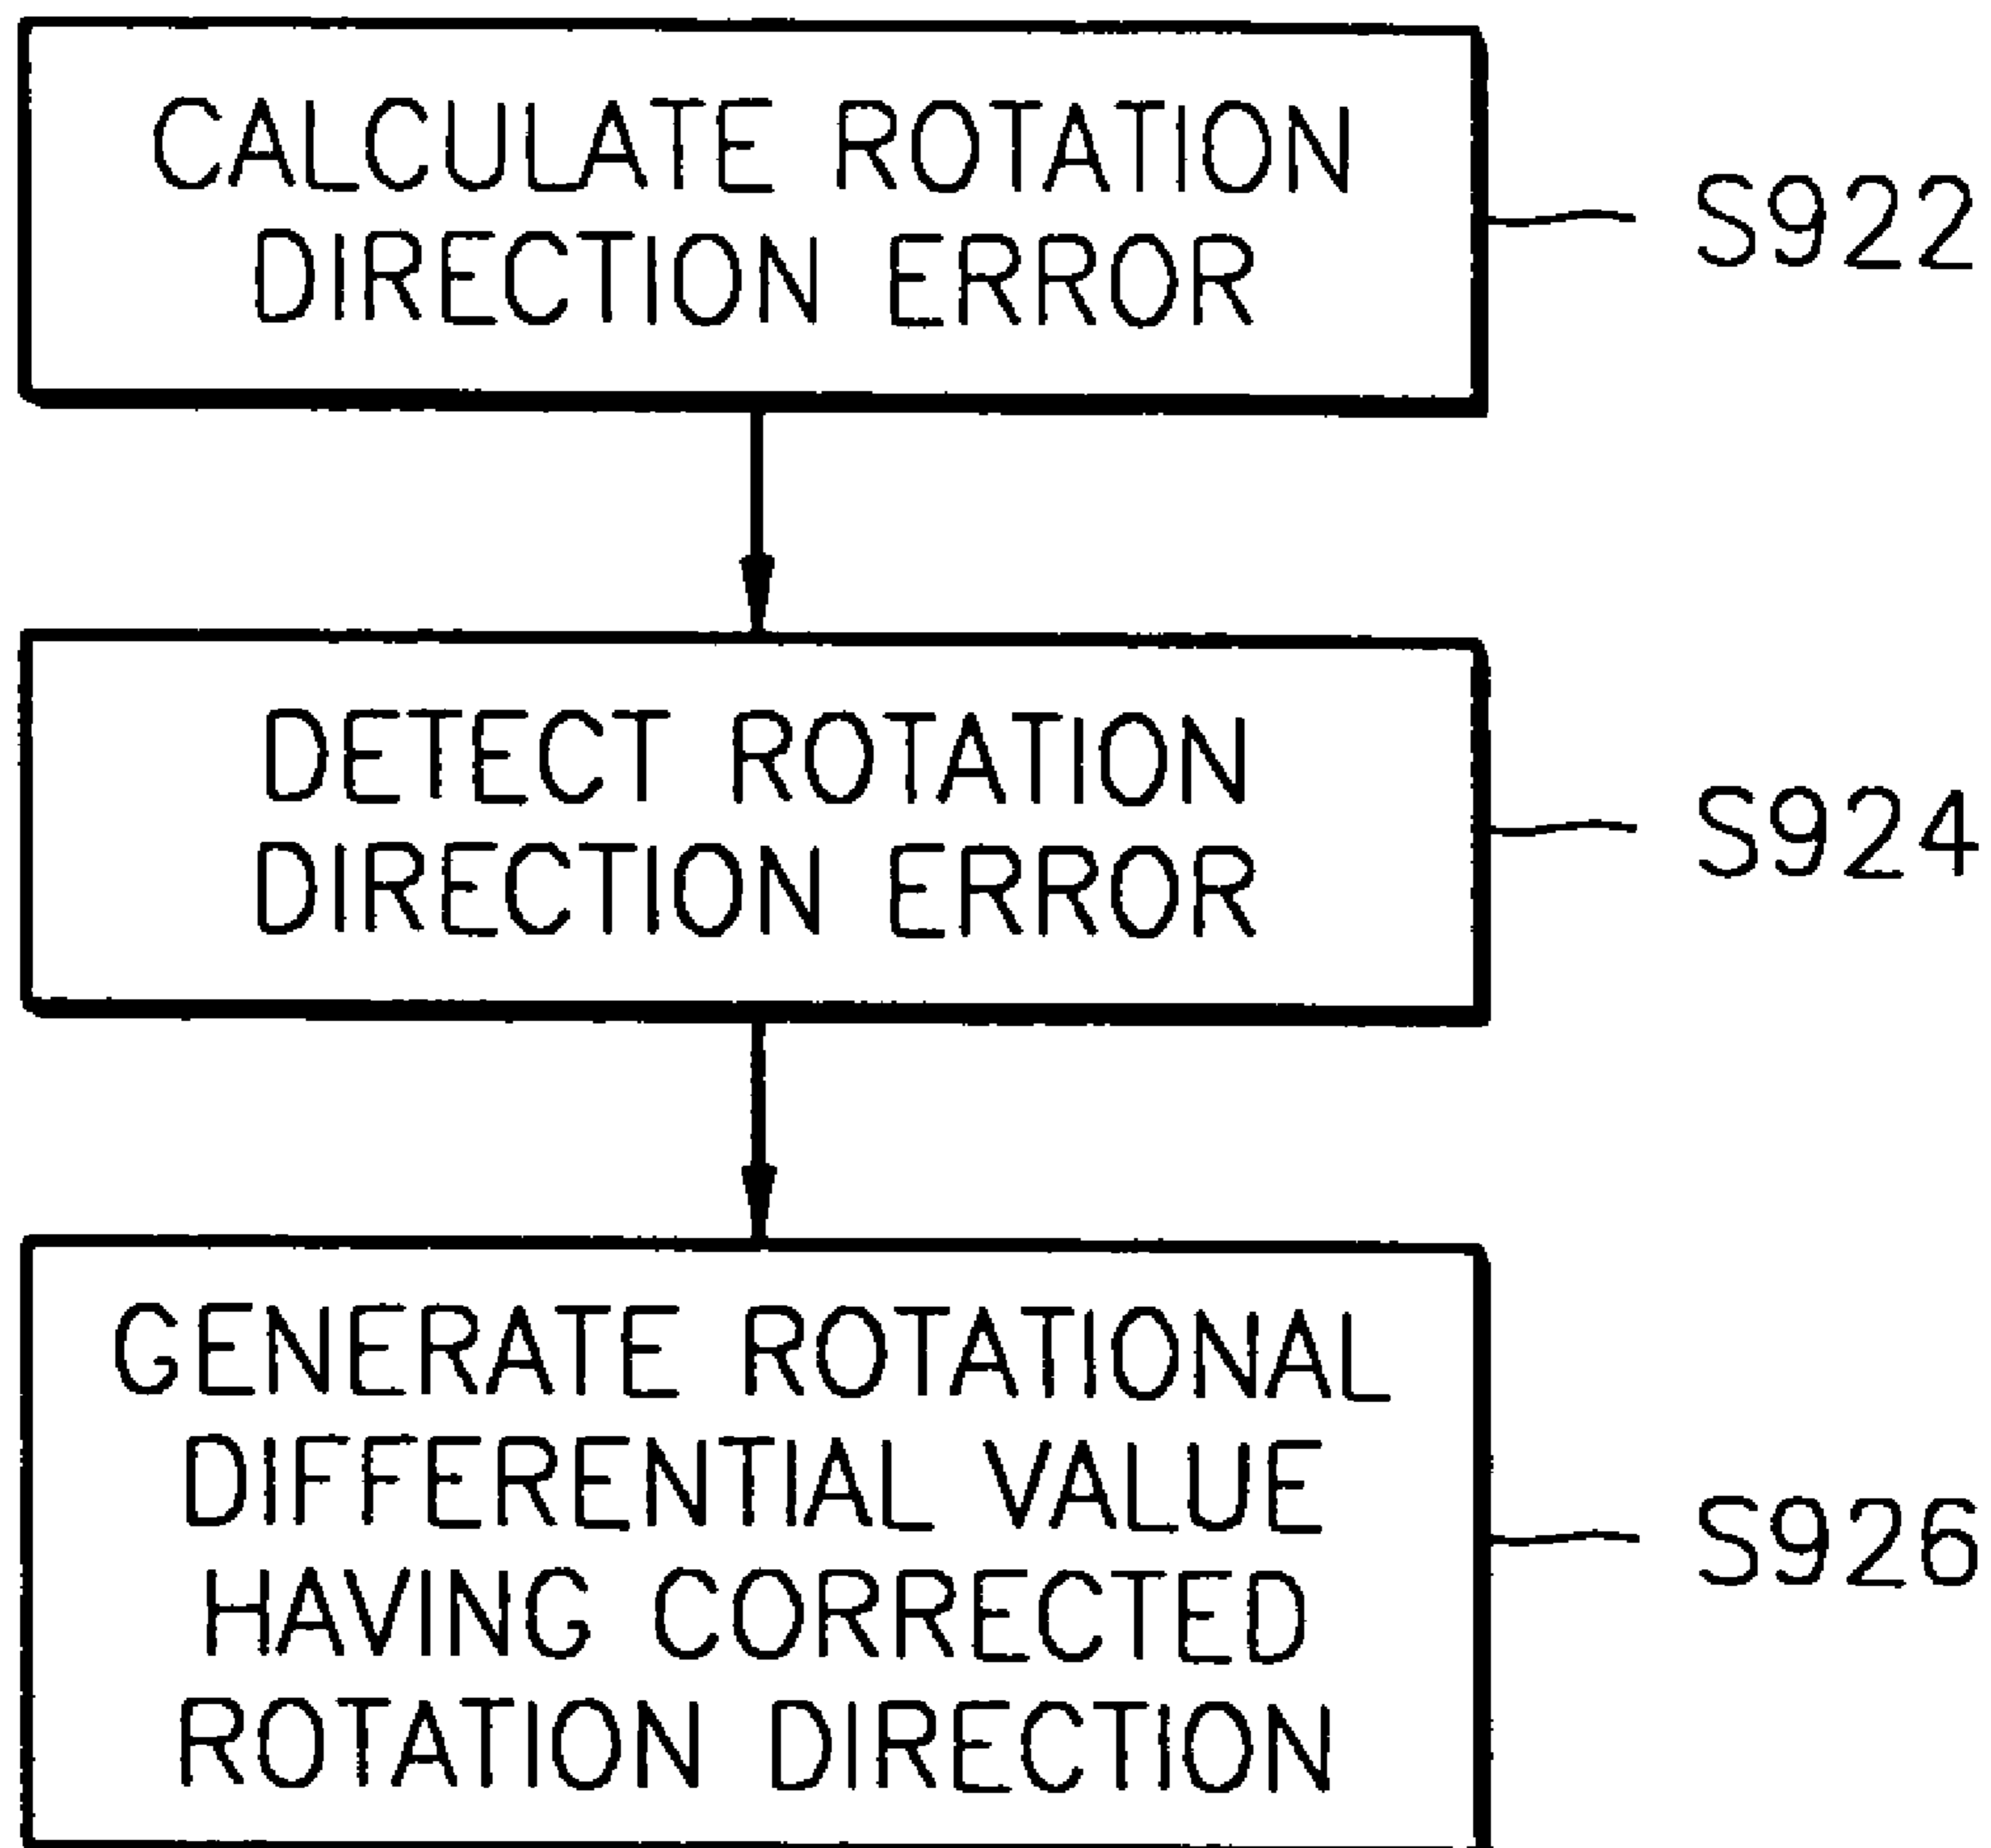 CALCULATE ROTATION
DIRECTION ERROR
S922
DETECT ROTATION
DIRECTION ERROR
S924
GENERATE ROTATIONAL
DIFFERENTIAL VALUE
HAVING CORRECTED
ROTATION DIRECTION
S926